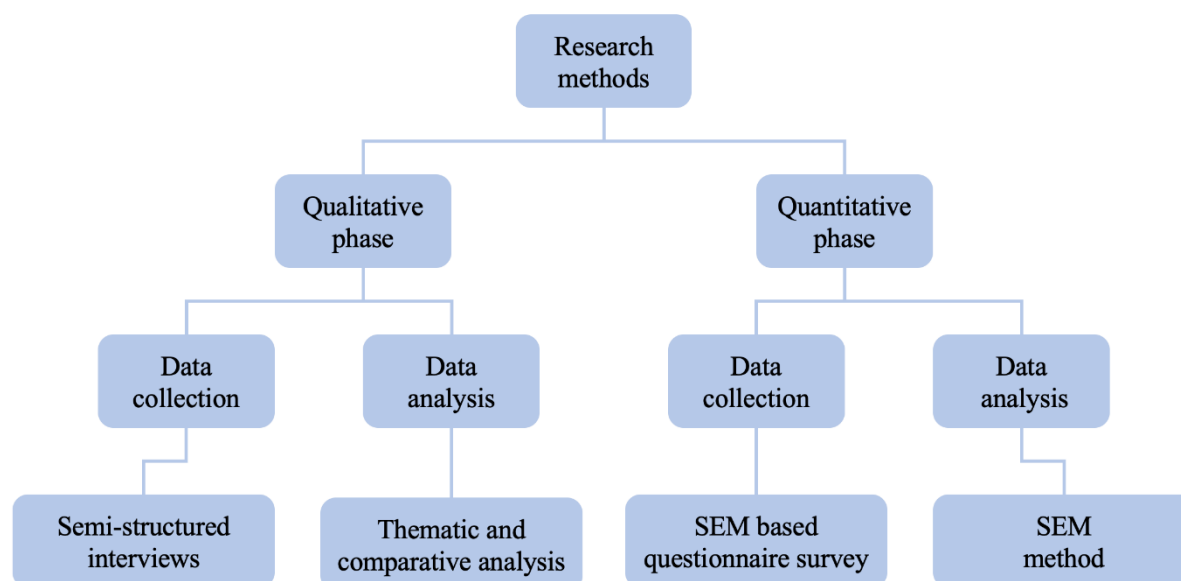 Research
methods
Qualitative
phase
Quantitative
phase
Data
collection
Data
analysis
Data
collection
Data
analysis
Semi-structured
interviews
Thematic and
comparative analysis
SEM based
questionnaire survey
SEM
method